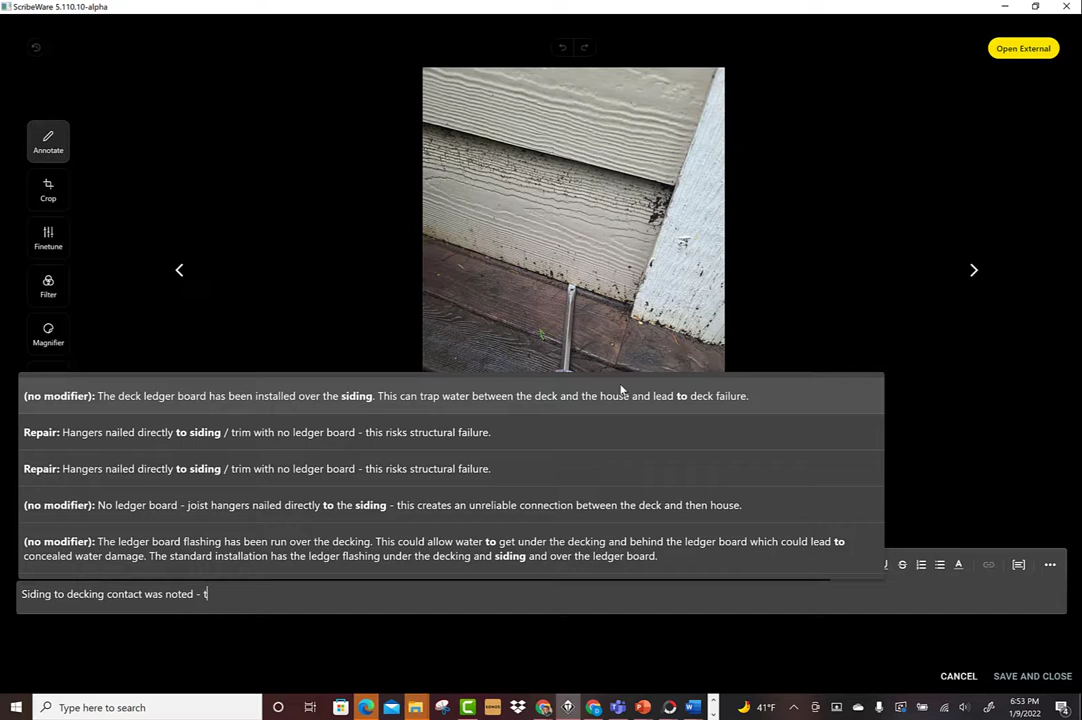 ScribeWare 5.110.10-alpha
Open External
Annotate
Crop
Finetune
Filter
Magnifier
(no modifier): The deck ledger board has been installed over the siding. This can trap water between the deck and the house and lead to deck failure.
Repair: Hangers nailed directly to siding / trim with no ledger board - this risks structural failure.
Repair: Hangers nailed directly to siding / trim with no ledger board - this risks structural failure.
(no modifier): No ledger board - joist hangers nailed directly to the siding - this creates an unreliable connection between the deck and then house.
(no modifier): The ledger board flashing has been run over the decking. This could allow water to get under the decking and behind the ledger board which could lead to
concealed water damage. The standard installation has the ledger flashing under the decking and siding and over the ledger board.
Siding to decking contact was noted - t
CANCEL SAVE AND CLOSE
Type here to search
41°F
6:53 PM
1/9/2022